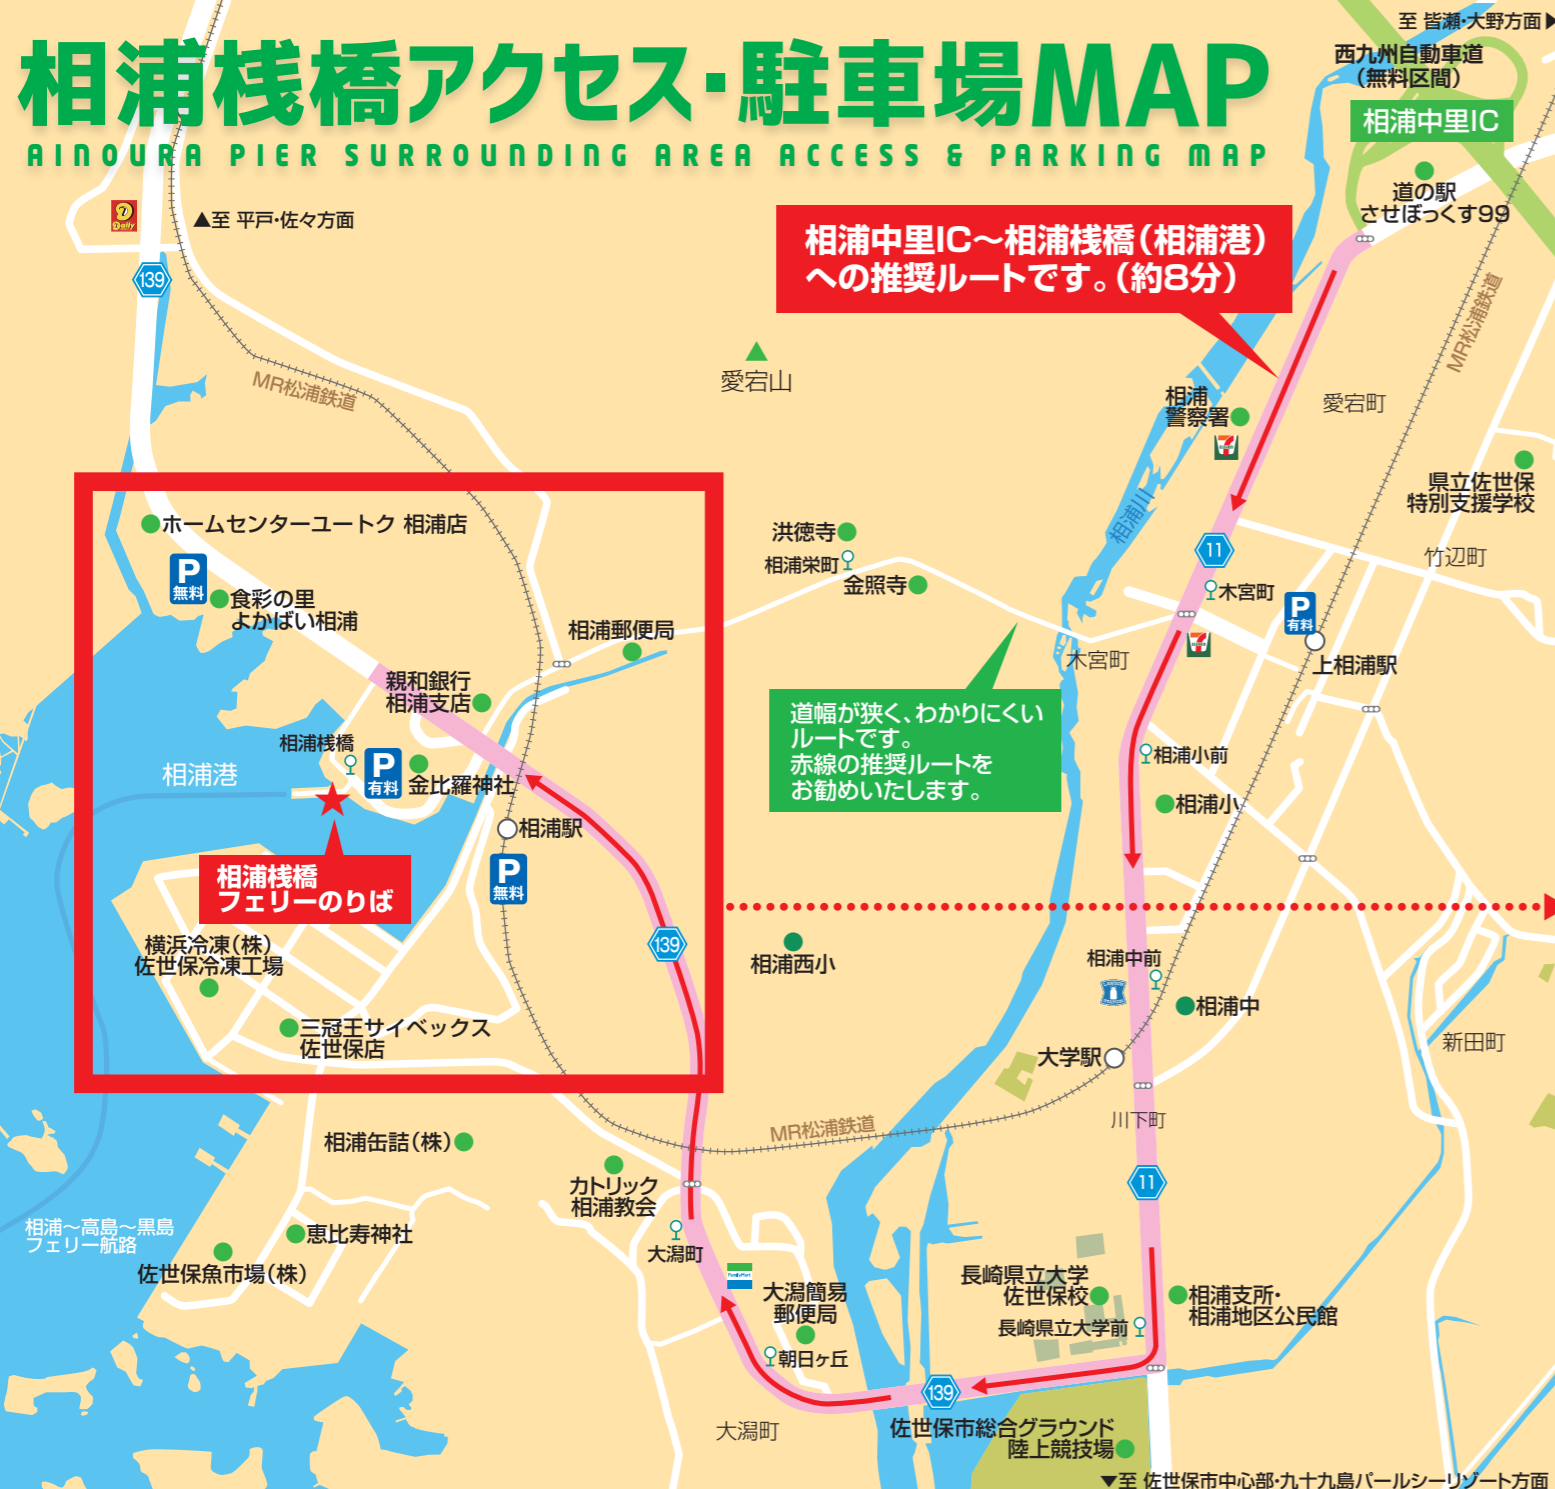 至 皆瀬・大野方面▶
西九州自動車道
（無料区間）
相浦中里IC
相浦桟橋アクセス・駐車場MAP
AINOURA PIER SURROUNDING AREA ACCESS & PARKING MAP
道の駅
させぼっくす99
Daily
▲至 平戸・佐々方面
139
相浦中里IC〜相浦桟橋（相浦港）
への推奨ルートです。（約8分）
MR松浦鉄道
MR松浦鉄道
愛宕山
相浦
警察署
愛宕町
県立佐世保
特別支援学校
相浦川
竹辺町
ホームセンターユートク 相浦店
P
無料
食彩の里
よかばい相浦
洪徳寺
相浦栄町
金照寺
11
木宮町
P
有料
上相浦駅
相浦郵便局
木宮町
親和銀行
相浦支店
道幅が狭く、わかりにくい
ルートです。
赤線の推奨ルートを
お勧めいたします。
相浦桟橋
P
有料
金比羅神社
相浦港
相浦小前
相浦小
相浦駅
P
無料
相浦桟橋
フェリーのりば
横浜冷凍（株）
佐世保冷凍工場
139
相浦西小
相浦中前
相浦中
三冠王サイベックス
佐世保店
大学駅
新田町
MR松浦鉄道
川下町
相浦缶詰（株）
カトリック
相浦教会
11
相浦〜高島〜黒島
フェリー航路
恵比寿神社
佐世保魚市場（株）
大潟町
FamilyMart
大潟簡易
郵便局
朝日ヶ丘
長崎県立大学
佐世保校
長崎県立大学前
相浦支所・
相浦地区公民館
139
大潟町
佐世保市総合グラウンド
陸上競技場
▼至 佐世保市中心部・九十九島パールシーリゾート方面